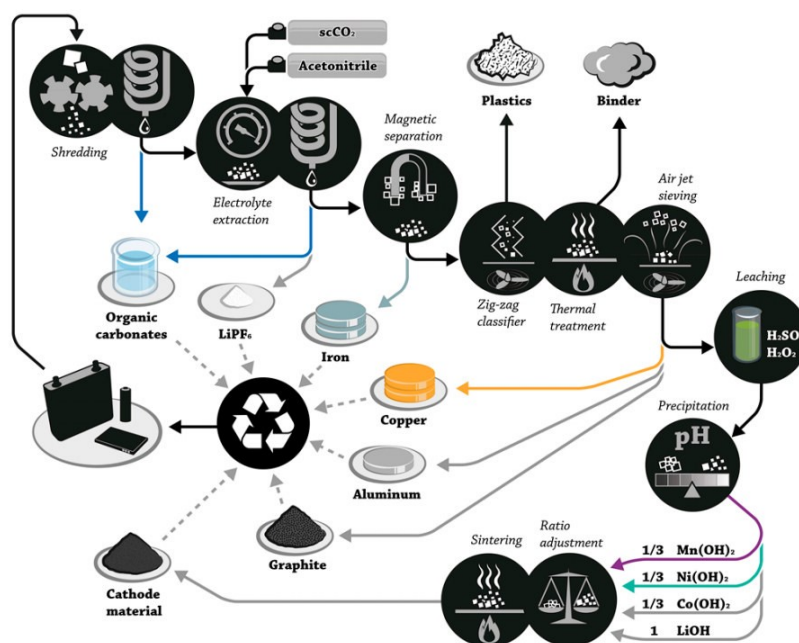 scCO₂
Acetonitrile
Shredding
Electrolyte
extraction
Magnetic
separation
Plastics
Binder
Air jet
sieving
Zig-zag
classifier
Thermal
treatment
Leaching
H₂SO
H₂O₂
Organic
carbonates
LiPF₆
Iron
Copper
Aluminum
Graphite
Cathode
material
Precipitation
pH
Sintering
Ratio
adjustment
1/3 Mn(OH)₂
1/3 Ni(OH)₂
1/3 Co(OH)₂
1 LiOH